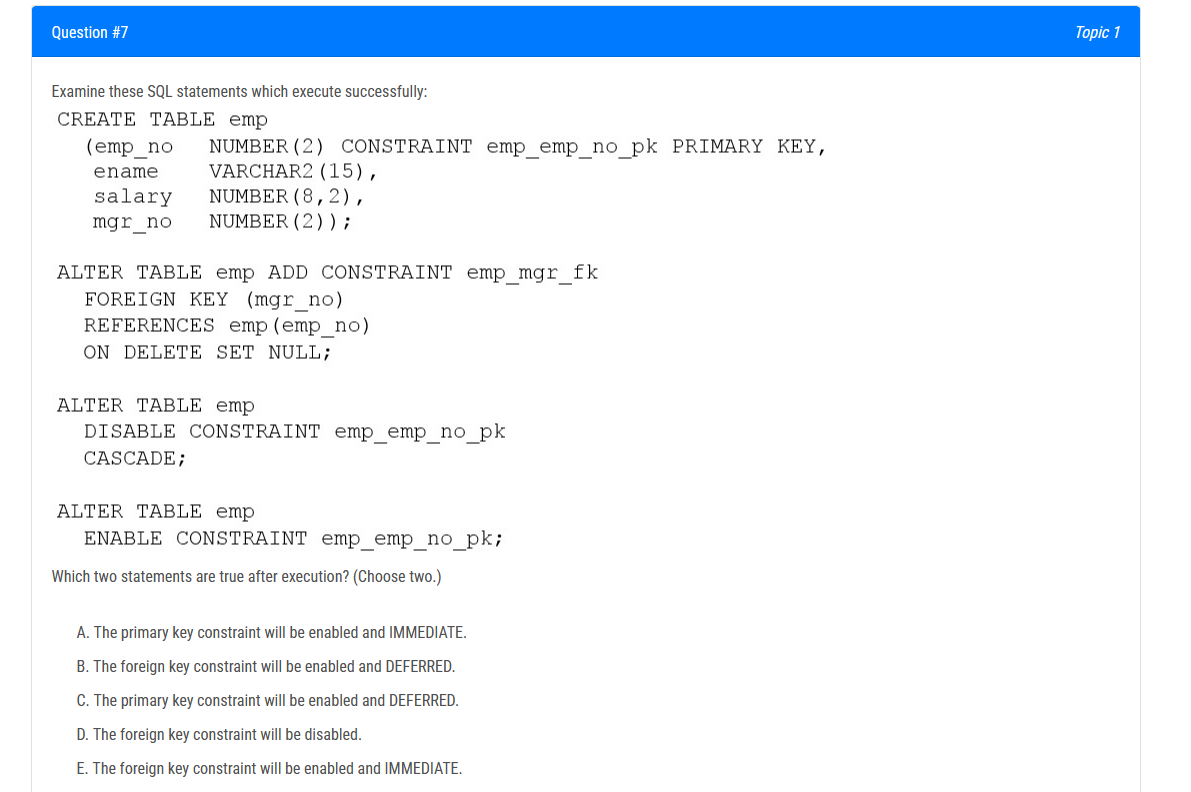 Question #7
Topic 1
Examine these SQL statements which execute successfully:
CREATE TABLE emp
(emp_no NUMBER(2) CONSTRAINT emp_emp_no_pk PRIMARY KEY,
ename VARCHAR2(15),
salary NUMBER(8,2),
mgr_no NUMBER(2));
ALTER TABLE emp ADD CONSTRAINT emp_mgr_fk
FOREIGN KEY (mgr_no)
REFERENCES emp(emp_no)
ON DELETE SET NULL;
ALTER TABLE emp
DISABLE CONSTRAINT emp_emp_no_pk
CASCADE;
ALTER TABLE emp
ENABLE CONSTRAINT emp_emp_no_pk;
Which two statements are true after execution? (Choose two.)
A. The primary key constraint will be enabled and IMMEDIATE.
B. The foreign key constraint will be enabled and DEFERRED.
C. The primary key constraint will be enabled and DEFERRED.
D. The foreign key constraint will be disabled.
E. The foreign key constraint will be enabled and IMMEDIATE.